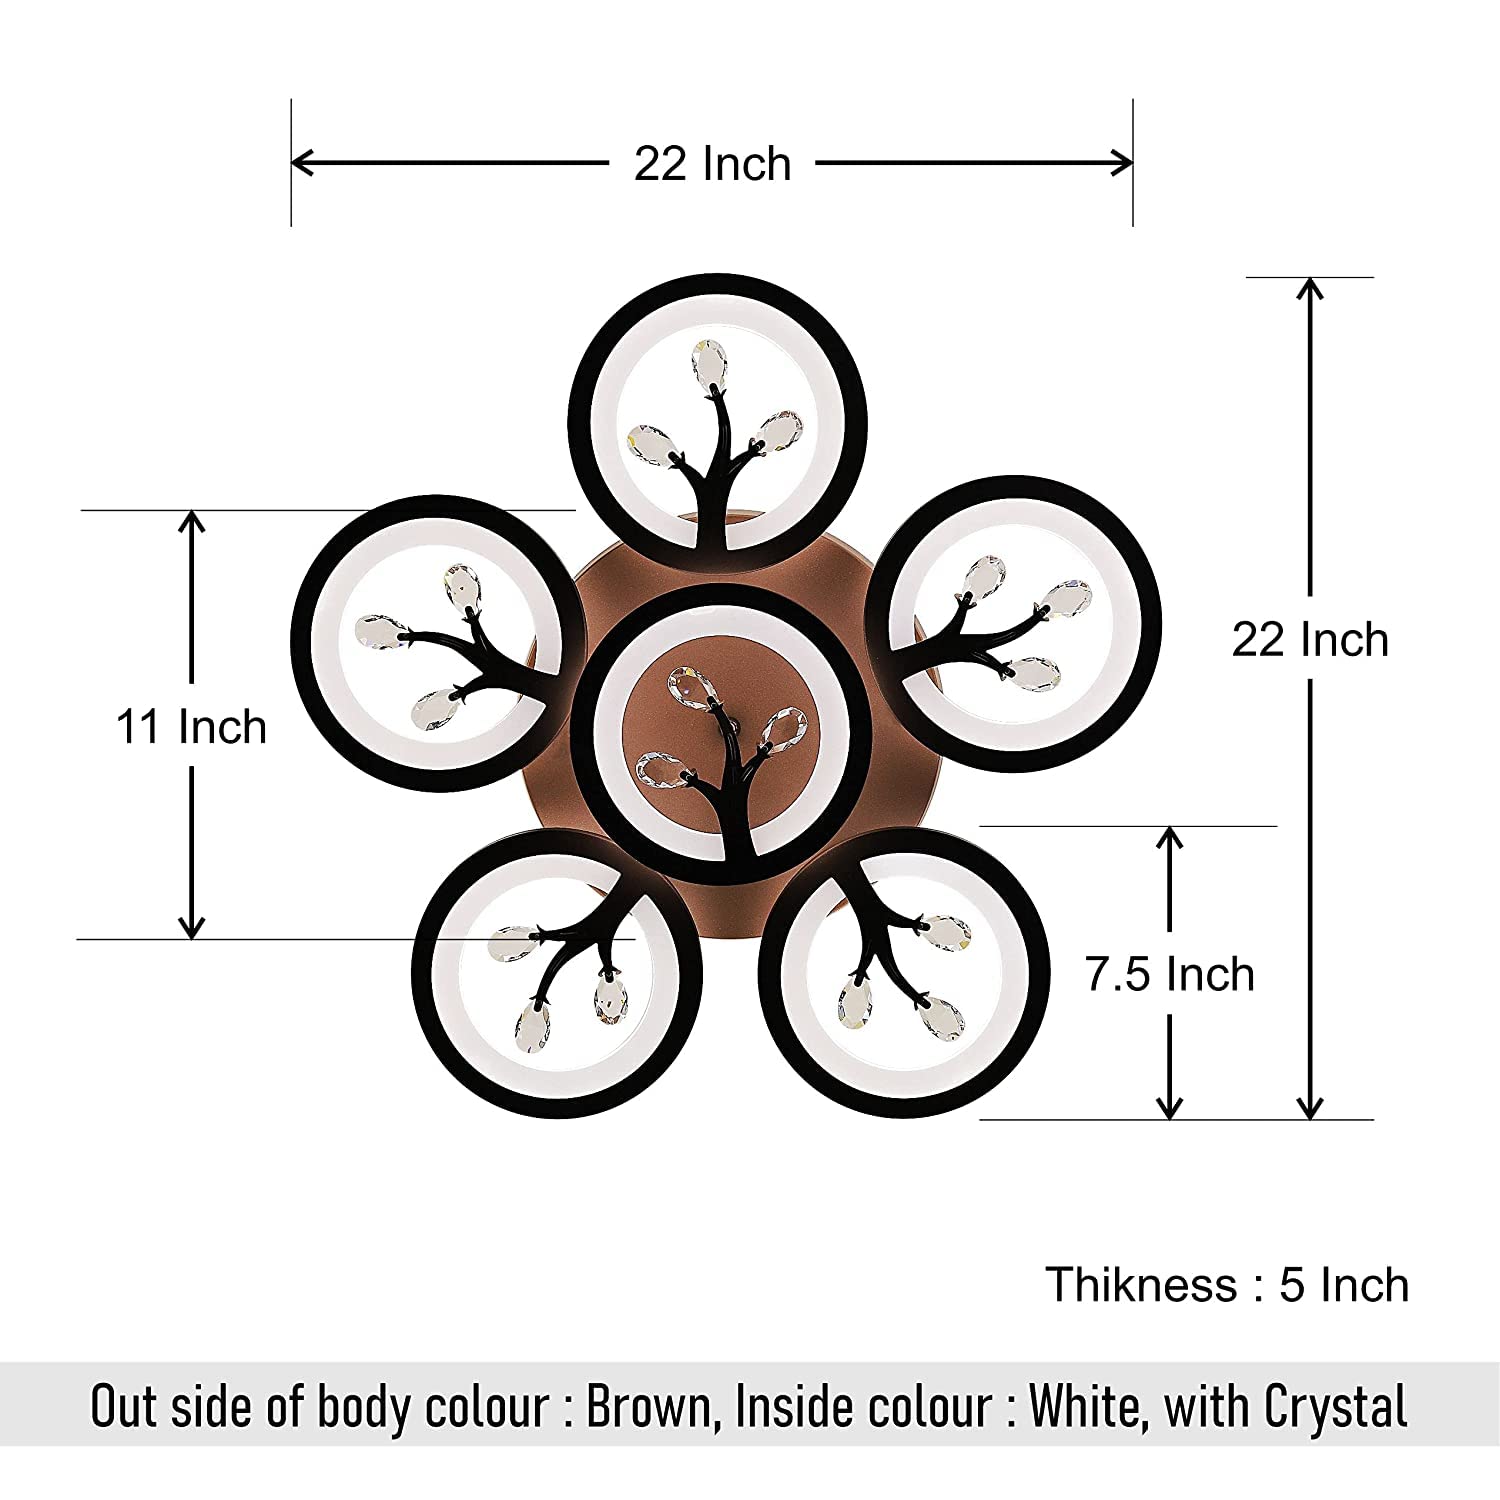 22 Inch
22 Inch
11 Inch
7.5 Inch
Thikness : 5 Inch
Out side of body colour : Brown, Inside colour : White, with Crystal